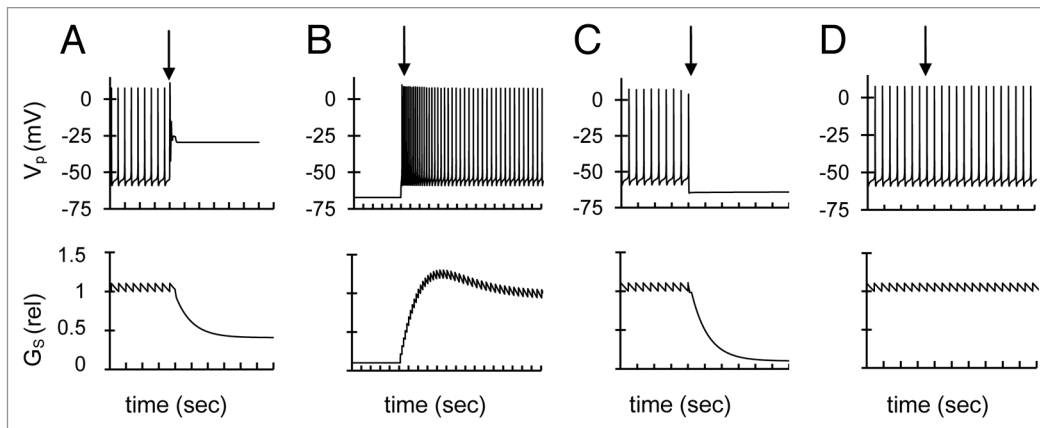 A B C D
Vp (mV)
0 0 0 0
-25 -25 -25 -25
-50 -50 -50 -50
-75 -75 -75 -75
Gs (rel)
1.5
1
0.5
0
time (sec) time (sec) time (sec) time (sec)